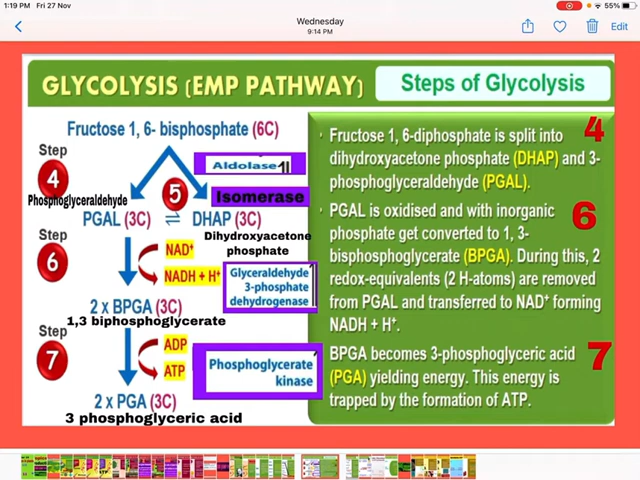 1:19 PM Fri 27 Nov
55%
Wednesday
9:14 PM
Edit
GLYCOLYSIS (EMP PATHWAY)
Steps of Glycolysis
Fructose 1, 6- bisphosphate (6C)
Step
4
Aldolase
5
Isomerase
Phosphoglyceraldehyde
PGAL (3C) ⇌ DHAP (3C)
Dihydroxyacetone
phosphate
Step
6
NAD⁺
NADH + H⁺
Glyceraldehyde
3-phosphate
dehydrogenase
2 x BPGA (3C)
1,3 biphosphoglycerate
Step
7
ADP
ATP
Phosphoglycerate
kinase
2 x PGA (3C)
3 phosphoglyceric acid
· Fructose 1, 6-diphosphate is split into 4
dihydroxyacetone phosphate (DHAP) and 3-
phosphoglyceraldehyde (PGAL).
· PGAL is oxidised and with inorganic 6
phosphate get converted to 1, 3-
bisphosphoglycerate (BPGA). During this, 2
redox-equivalents (2 H-atoms) are removed
from PGAL and transferred to NAD⁺ forming
NADH + H⁺.
BPGA becomes 3-phosphoglyceric acid 7
(PGA) yielding energy. This energy is
trapped by the formation of ATP.